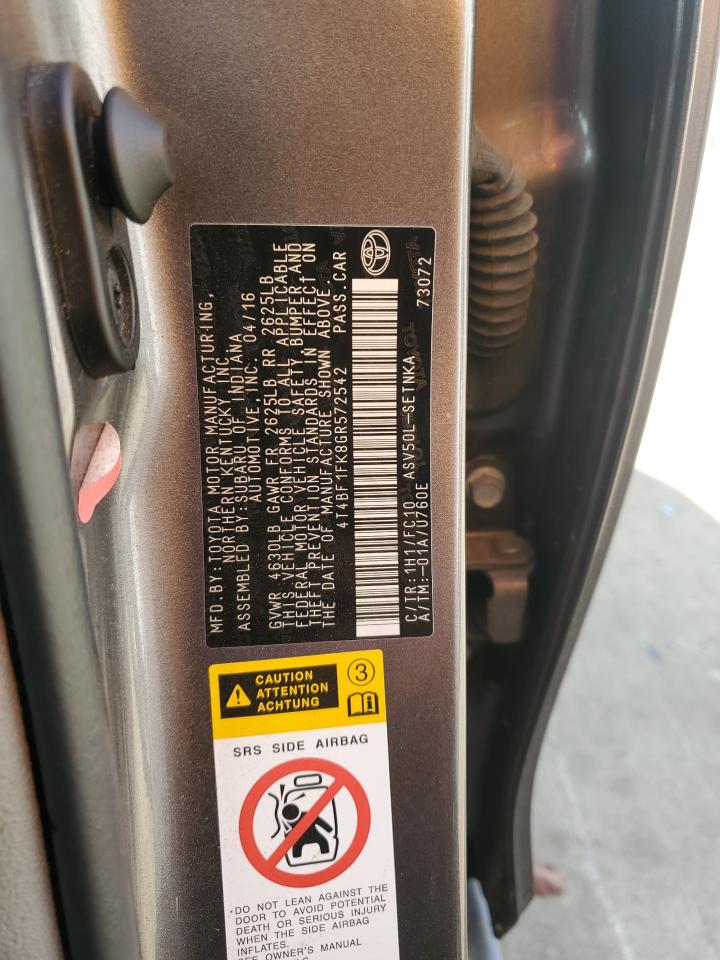 MFD.BY:TOYOTA MOTOR MANUFACTURING,
NORTHERN KENTUCKY INC.
ASSEMBLED BY:SUBARU OF INDIANA
AUTOMOTIVE,INC. 04/16
GVWR 4630LB GAWR FR 2625LB RR 2625LB
THIS VEHICLE CONFORMS TO ALL APPLICABLE
FEDERAL MOTOR VEHICLE SAFETY,BUMPER,AND
THEFT PREVENTION STANDARDS IN EFFECT ON
THE DATE OF MANUFACTURE SHOWN ABOVE.
4T4BF1FK8GR572542 PASS.CAR
C/TR:1H1/FC10 ASV50L-SETNKA 73072
A/TM:-01A/U760E
CAUTION
ATTENTION
ACHTUNG
3
SRS SIDE AIRBAG
·DO NOT LEAN AGAINST THE
DOOR TO AVOID POTENTIAL
DEATH OR SERIOUS INJURY
WHEN THE SIDE AIRBAG
INFLATES.
SEE OWNER'S MANUAL